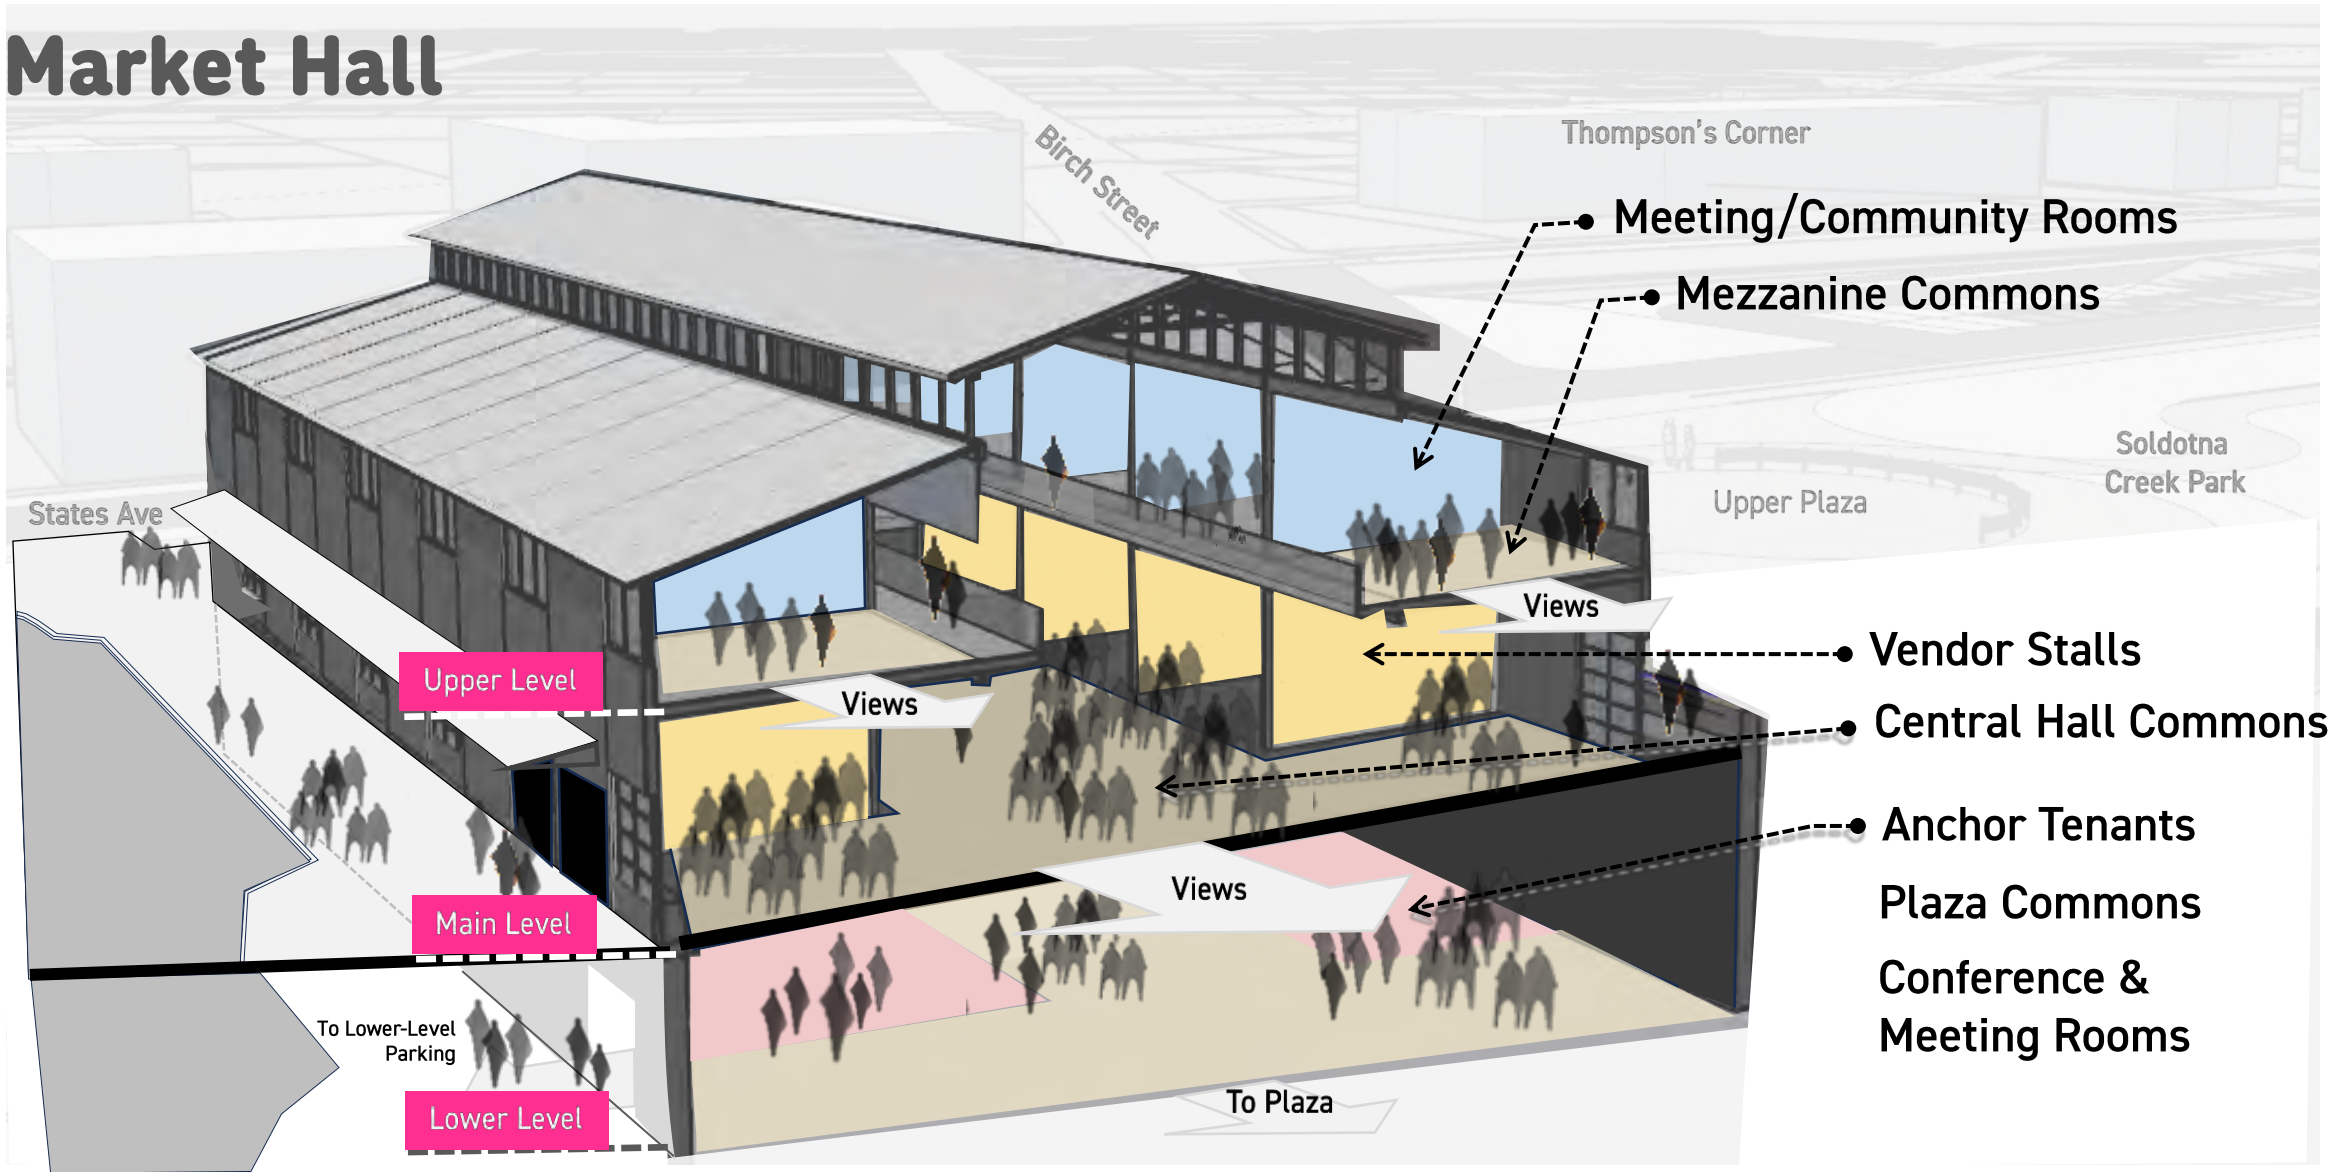 Market Hall
Birch Street
Thompson's Corner
Meeting/Community Rooms
Mezzanine Commons
Soldotna
Creek Park
Upper Plaza
States Ave
Views
Vendor Stalls
Upper Level
Views
Central Hall Commons
Anchor Tenants
Views
Plaza Commons
Main Level
Conference &
Meeting Rooms
To Lower-Level
Parking
To Plaza
Lower Level